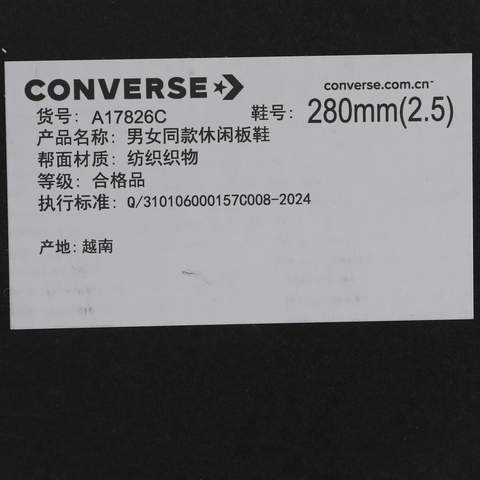 CONVERSE
converse.com.cn
货号: A17826C
鞋号: 280mm(2.5)
产品名称: 男女同款休闲板鞋
帮面材质: 纺织织物
等级: 合格品
执行标准: Q/310106000157C008-2024
产地: 越南